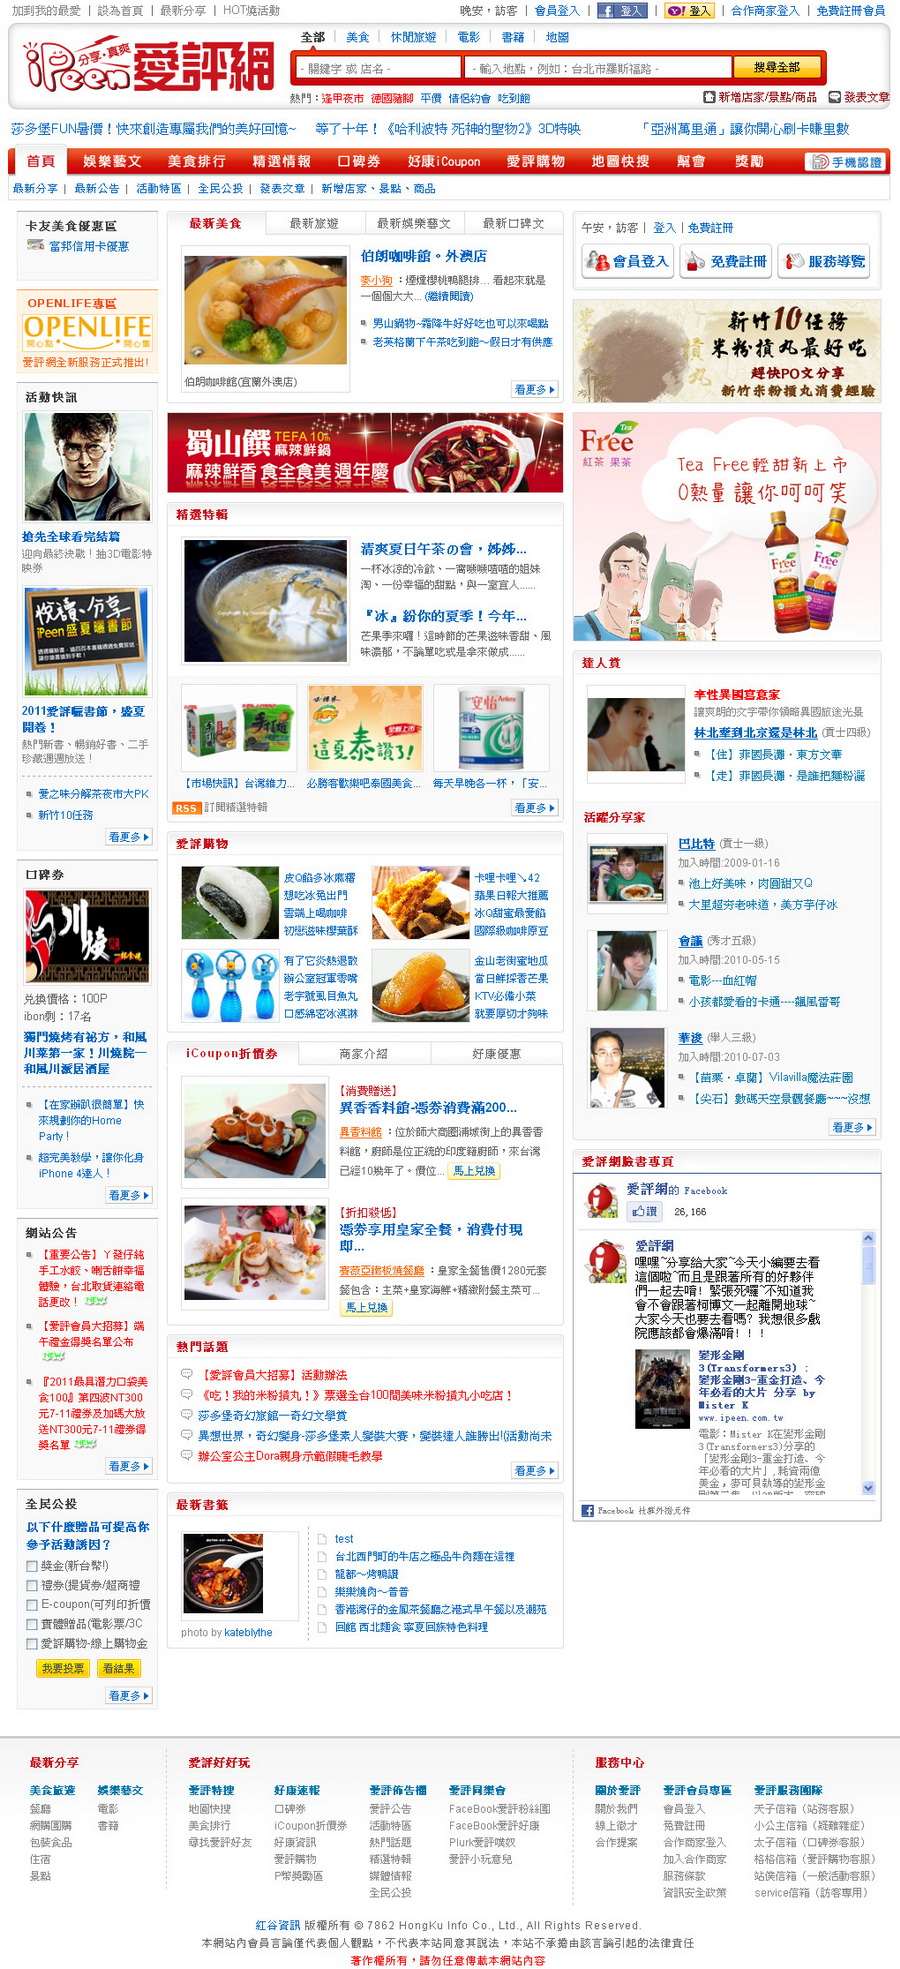 加到我的最愛 | 設為首頁 | 最新分享 | HOT燒活動
晚安，訪客 | 會員登入 | 登入 | 登入 | 合作商家登入 | 免費註冊會員
iPeen 分享·真爽 愛評網
全部 美食 休閒旅遊 電影 書籍 地圖
- 關鍵字 或 店名 -
- 輸入地點，例如：台北市羅斯福路 -
搜尋全部
熱門：逢甲夜市 德國豬腳 平價 情侶約會 吃到飽
新增店家/景點/商品 發表文章
莎多堡FUN暑價！快來創造專屬我們的美好回憶~
等了十年！《哈利波特 死神的聖物2》3D特映
「亞洲萬里通」讓你開心刷卡賺里數
首頁 娛樂藝文 美食排行 精選情報 口碑券 好康iCoupon 愛評購物 地圖快搜 幫會 獎勵 手機認證
最新分享 | 最新公告 | 活動特區 | 全民公投 | 發表文章 | 新增店家、景點、商品
卡友美食優惠區
富邦信用卡優惠
OPENLIFE專區
OPENLIFE
開心點 開心集
愛評網全新服務正式推出!
活動快訊
搶先全球看完結篇
迎向最終決戰！抽3D電影特映券
悅讀、分享
iPeen盛夏曬書節
2011愛評曬書節，盛夏開卷！
熱門新書、暢銷好書、二手珍藏週週放送！
愛之味分解茶夜市大PK
新竹10任務
看更多
口碑券
川燒
兌換價格：100P
ibon剩：17名
獨門燒烤有祕方，和風川菜第一家！川燒院—和風川派居酒屋
【在家辦趴很簡單】快來規劃你的Home Party！
超完美教學，讓你化身iPhone 4達人！
看更多
網站公告
【重要公告】丫發仔純手工水餃、喇舌餅幸福體驗，台北取貨連絡電話更改！ NEW
【愛評會員大招募】端午禮金得獎名單公布 NEW
『2011最具潛力口袋美食100』第四波NT300元7-11禮券及加碼大放送NT300元7-11禮券得獎名單 NEW
看更多
全民公投
以下什麼贈品可提高你參予活動誘因？
獎金(新台幣!)
禮券(提貨券/超商禮
E-coupon(可列印折價
實體贈品(電影票/3C
愛評購物-線上購物金
我要投票 看結果
看更多
最新美食 最新旅遊 最新娛樂藝文 最新口碑文
伯朗咖啡館(宜蘭外澳店)
伯朗咖啡館。外澳店
麥小狗：煙燻櫻桃鴨腿排... 看起來就是一個個大大... (繼續閱讀)
男山鍋物~霜降牛好好吃也可以來喝點
老英格蘭下午茶吃到飽～假日才有供應
看更多
蜀山饌 TEFA 10th 麻辣鮮鍋
麻辣鮮香 食全食美 週年慶
精選特輯
清爽夏日午茶の會，姊姊...
一杯冰涼的冷飲、一窩啾啾喳喳的姐妹淘、一份幸福的甜點，與一室宜人......
『冰』紛你的夏季！今年...
芒果季來囉！這時節的芒果滋味香甜、風味濃郁，不論單吃或是拿來做成......
這夏泰讚了!
安怡
【市場快訊】台灣維力...
必勝客歡樂吧泰國美食...
每天早晚各一杯，「安...
RSS 訂閱精選特輯
看更多
愛評購物
皮Q餡多冰麻糬
想吃冰免出門
雲端上喝咖啡
初戀滋味櫻葉酥
卡哩卡哩↘42
蘋果日報大推薦
冰Q甜蜜最愛餡
國際級咖啡原豆
有了它炎熱退散
辦公室冠軍零嘴
老字號虱目魚丸
口感綿密冰淇淋
金山老街蜜地瓜
當日鮮採香芒果
KTV必備小菜
就要厚切才夠味
iCoupon折價券 商家介紹 好康優惠
【消費贈送】
異香香料館-憑券消費滿200...
異香料館：位於師大商圈浦城街上的異香香料館，廚師是位正統的印度籍廚師，來台灣已經10幾年了。價位... 馬上兌換
【折扣殺低】
憑券享用皇家全餐，消費付現即...
賽薇亞鐵板燒餐廳：皇家全餐售價1280元套餐包含：主菜+皇家海鮮+精緻附餐主菜可...
馬上兌換
熱門話題
【愛評會員大招募】活動辦法
《吃！我的米粉摃丸！》票選全台100間美味米粉摃丸小吃店！
莎多堡奇幻旅館—奇幻文學賞
異想世界，奇幻變身-莎多堡素人變裝大賽，變裝達人誰勝出!(活動尚未
辦公室公主Dora親身示範假睫毛教學
看更多
最新書籤
photo by kateblythe
test
台北西門町的牛店之極品牛肉麵在這裡
龍都～烤鴨讚
樂樂燒肉～普普
香港灣仔的金鳳茶餐廳之港式早午餐以及潮苑
回館 西北麵食 寧夏回族特色料理
午安，訪客 | 登入 | 免費註冊
會員登入 免費註冊 服務導覽
新竹10任務
米粉摃丸最好吃
趕快PO文分享
新竹米粉摃丸消費經驗
Tea Free
紅茶 果茶
Tea Free輕甜新上市
0熱量 讓你呵呵笑
達人賞
率性異國寫意家
讓爽朗的文字帶你領略異國旅途光景
林北牽到北京還是林北 (貢士四級)
【住】菲國長灘．東方文華
【走】菲國長灘．是誰把麵粉灑
活躍分享家
巴比特 (貢士一級)
加入時間:2009-01-16
池上好美味，肉圓甜又Q
大里超夯老味道，美方芋仔冰
會議 (秀才五級)
加入時間:2010-05-15
電影---血紅帽
小孩都愛看的卡通----飆風雷哥
華浚 (舉人三級)
加入時間:2010-07-03
【苗栗．卓蘭】Vilavilla魔法莊園
【尖石】數碼天空景觀餐廳~~~沒想
看更多
愛評網臉書專頁
愛評網的 Facebook
讚 26,166
愛評網
嘿嘿~分享給大家~今天小編要去看這個啦~而且是跟著所有的好夥伴們一起去唷! 緊張死囉~不知道我會不會跟著柯博文一起離開地球~大家今天也要去看嗎? 我想很多戲院應該都會爆滿唷!!!
變形金剛3(Transformers3)：變形金剛3-重金打造、今年必看的大片 分享 by Mister K
www.ipeen.com.tw
電影：Mister K在變形金剛3(Transformers3)分享的「變形金剛3-重金打造、今年必看的大片」, 耗資兩億美金，麥可貝執導的變形金
Facebook 社群外掛元件
最新分享
美食旅遊 娛樂藝文
餐廳 電影
網購團購 書籍
包裝食品
住宿
景點
愛評好好玩
愛評特搜 好康速報 愛評佈告欄 愛評同樂會
地圖快搜 口碑券 愛評公告 FaceBook愛評粉絲團
美食排行 iCoupon折價券 活動特區 FaceBook愛評好康
尋找愛評好友 好康資訊 熱門話題 Plurk愛評噗奴
愛評購物 精選特輯 愛評小玩意兒
P幣獎勵區 媒體情報
全民公投
服務中心
關於愛評 愛評會員專區 愛評服務團隊
關於我們 會員登入 天子信箱（站務客服）
線上徵才 免費註冊 小公主信箱（疑難雜症）
合作提案 合作商家登入 太子信箱（口碑券客服）
加入合作商家 格格信箱（愛評購物客服）
服務條款 站僕信箱（一般活動客服）
資訊安全政策 service信箱（訪客專用）
紅谷資訊 版權所有 © 7862 HongKu Info Co., Ltd., All Rights Reserved.
本網站內會員言論僅代表個人觀點，不代表本站同意其說法，本站不承擔由該言論引起的法律責任
著作權所有，請勿任意傳載本網站內容